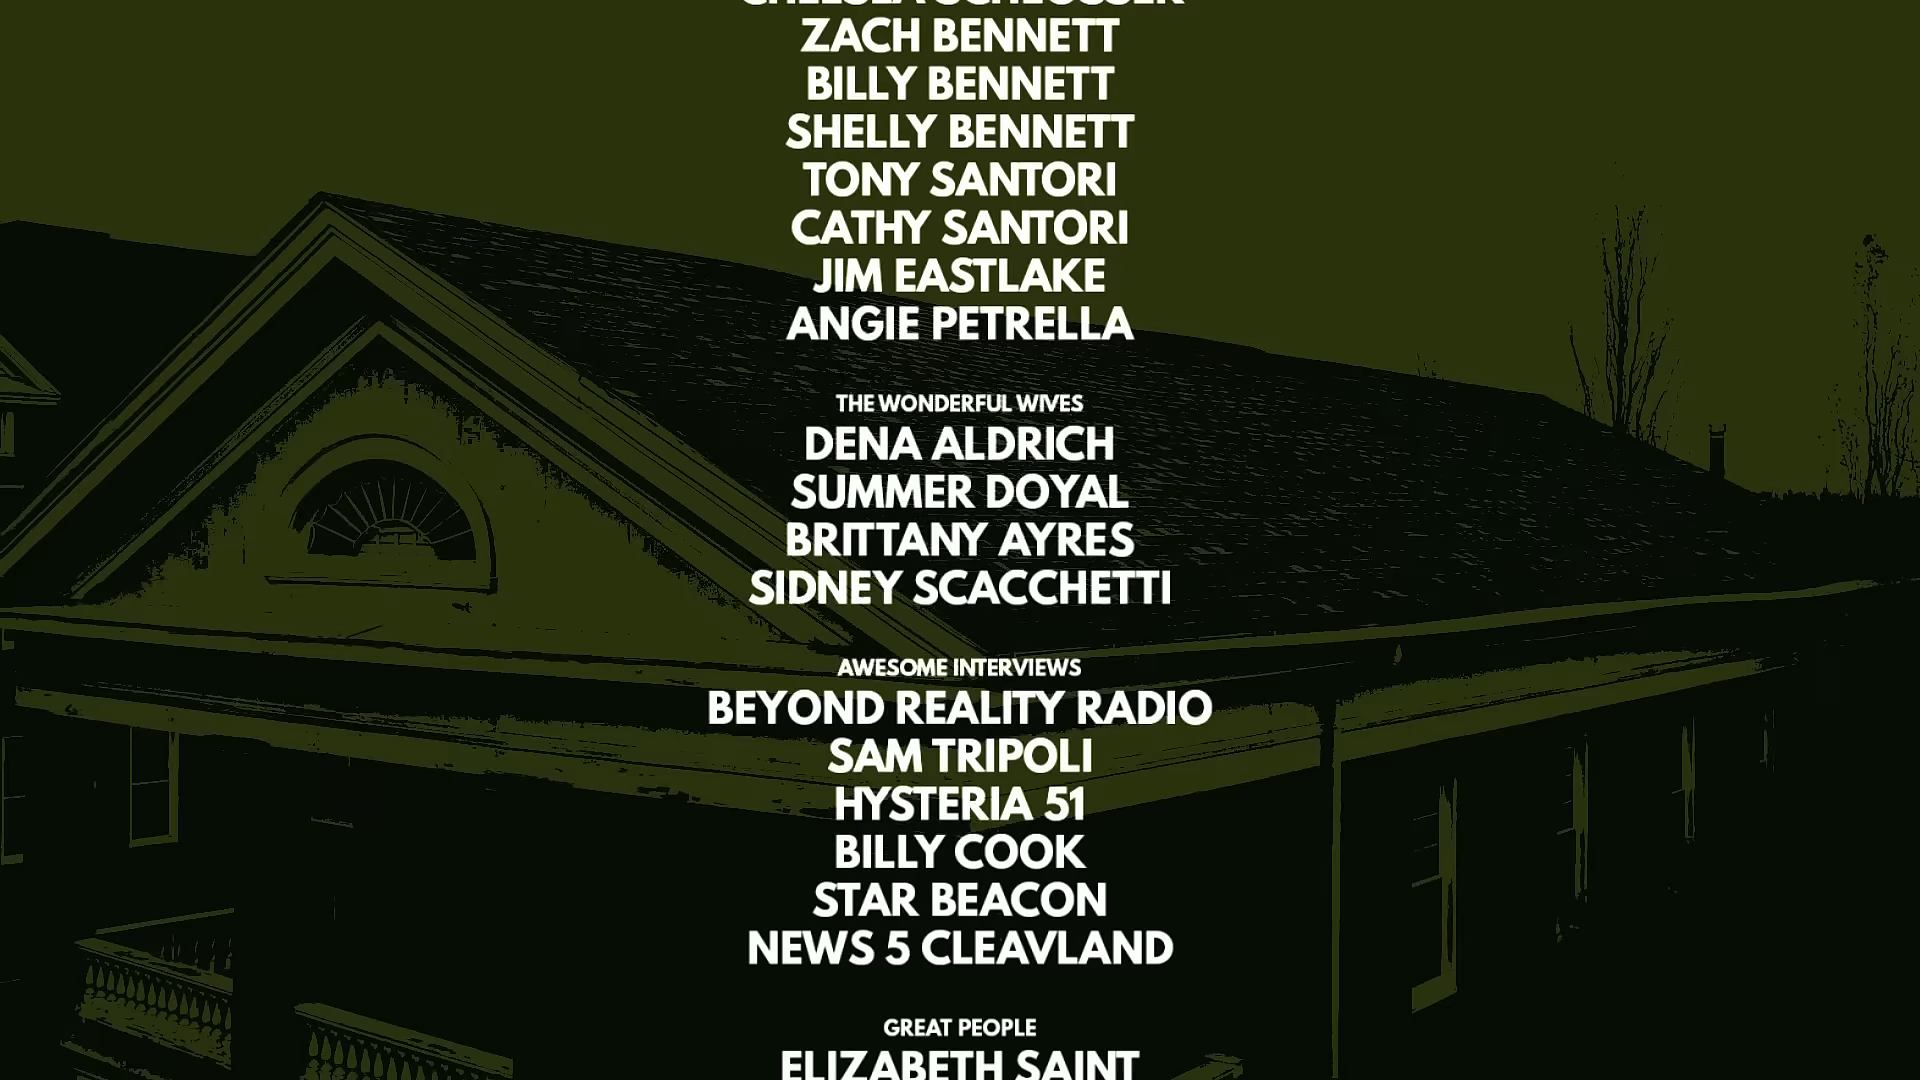 ZACH BENNETT
BILLY BENNETT
SHELLY BENNETT
TONY SANTORI
CATHY SANTORI
JIM EASTLAKE
ANGIE PETRELLA
THE WONDERFUL WIVES
DENA ALDRICH
SUMMER DOYAL
BRITTANY AYRES
SIDNEY SCACCHETTI
AWESOME INTERVIEWS
BEYOND REALITY RADIO
SAM TRIPOLI
HYSTERIA 51
BILLY COOK
STAR BEACON
NEWS 5 CLEAVLAND
GREAT PEOPLE
ELIZABETH SAINT